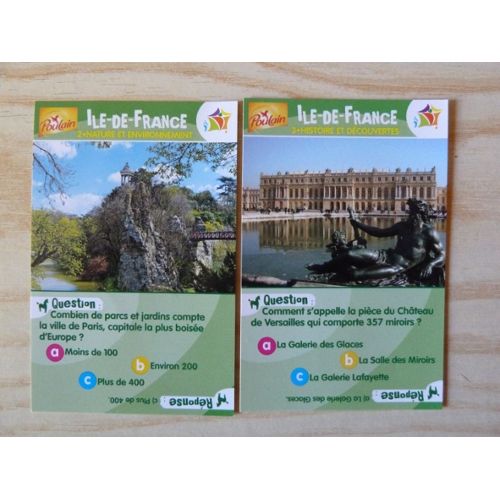 Poulain
ILE-DE-FRANCE
2•NATURE ET ENVIRONNEMENT
Question :
Combien de parcs et jardins compte
la ville de Paris, capitale la plus boisée
d'Europe ?
a Moins de 100
b Environ 200
c Plus de 400
Réponse
c) Plus de 400.
Poulain
ILE-DE-FRANCE
3•HISTOIRE ET DÉCOUVERTES
Question :
Comment s'appelle la pièce du Château
de Versailles qui comporte 357 miroirs ?
a La Galerie des Glaces
b La Salle des Miroirs
c La Galerie Lafayette
Réponse
a) La Galerie des Glaces.